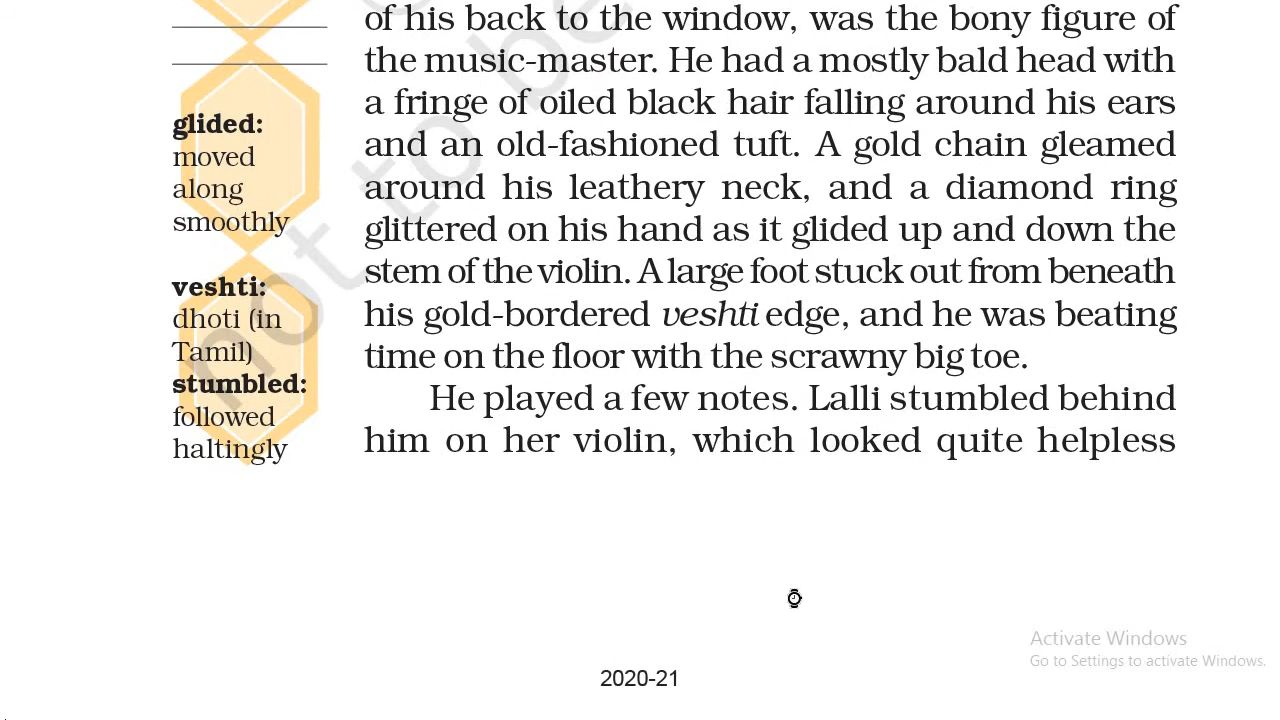 of his back to the window, was the bony figure of
the music-master. He had a mostly bald head with
a fringe of oiled black hair falling around his ears
and an old-fashioned tuft. A gold chain gleamed
around his leathery neck, and a diamond ring
glittered on his hand as it glided up and down the
stem of the violin. A large foot stuck out from beneath
his gold-bordered veshti edge, and he was beating
time on the floor with the scrawny big toe.
He played a few notes. Lalli stumbled behind
him on her violin, which looked quite helpless
glided:
moved
along
smoothly
veshti:
dhoti (in
Tamil)
stumbled:
followed
haltingly
not to be
Activate Windows
Go to Settings to activate Windows.
2020-21